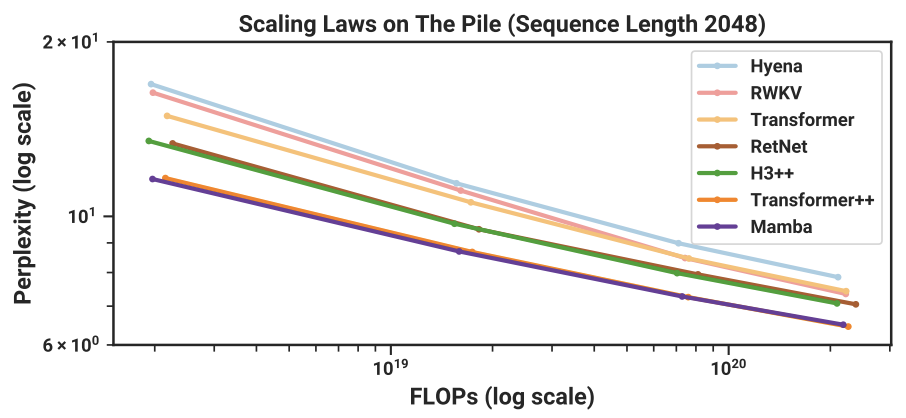 Scaling Laws on The Pile (Sequence Length 2048)
2 × 10¹
10¹
6 × 10⁰
Perplexity (log scale)
Hyena
RWKV
Transformer
RetNet
H3++
Transformer++
Mamba
10¹⁹
10²⁰
FLOPs (log scale)